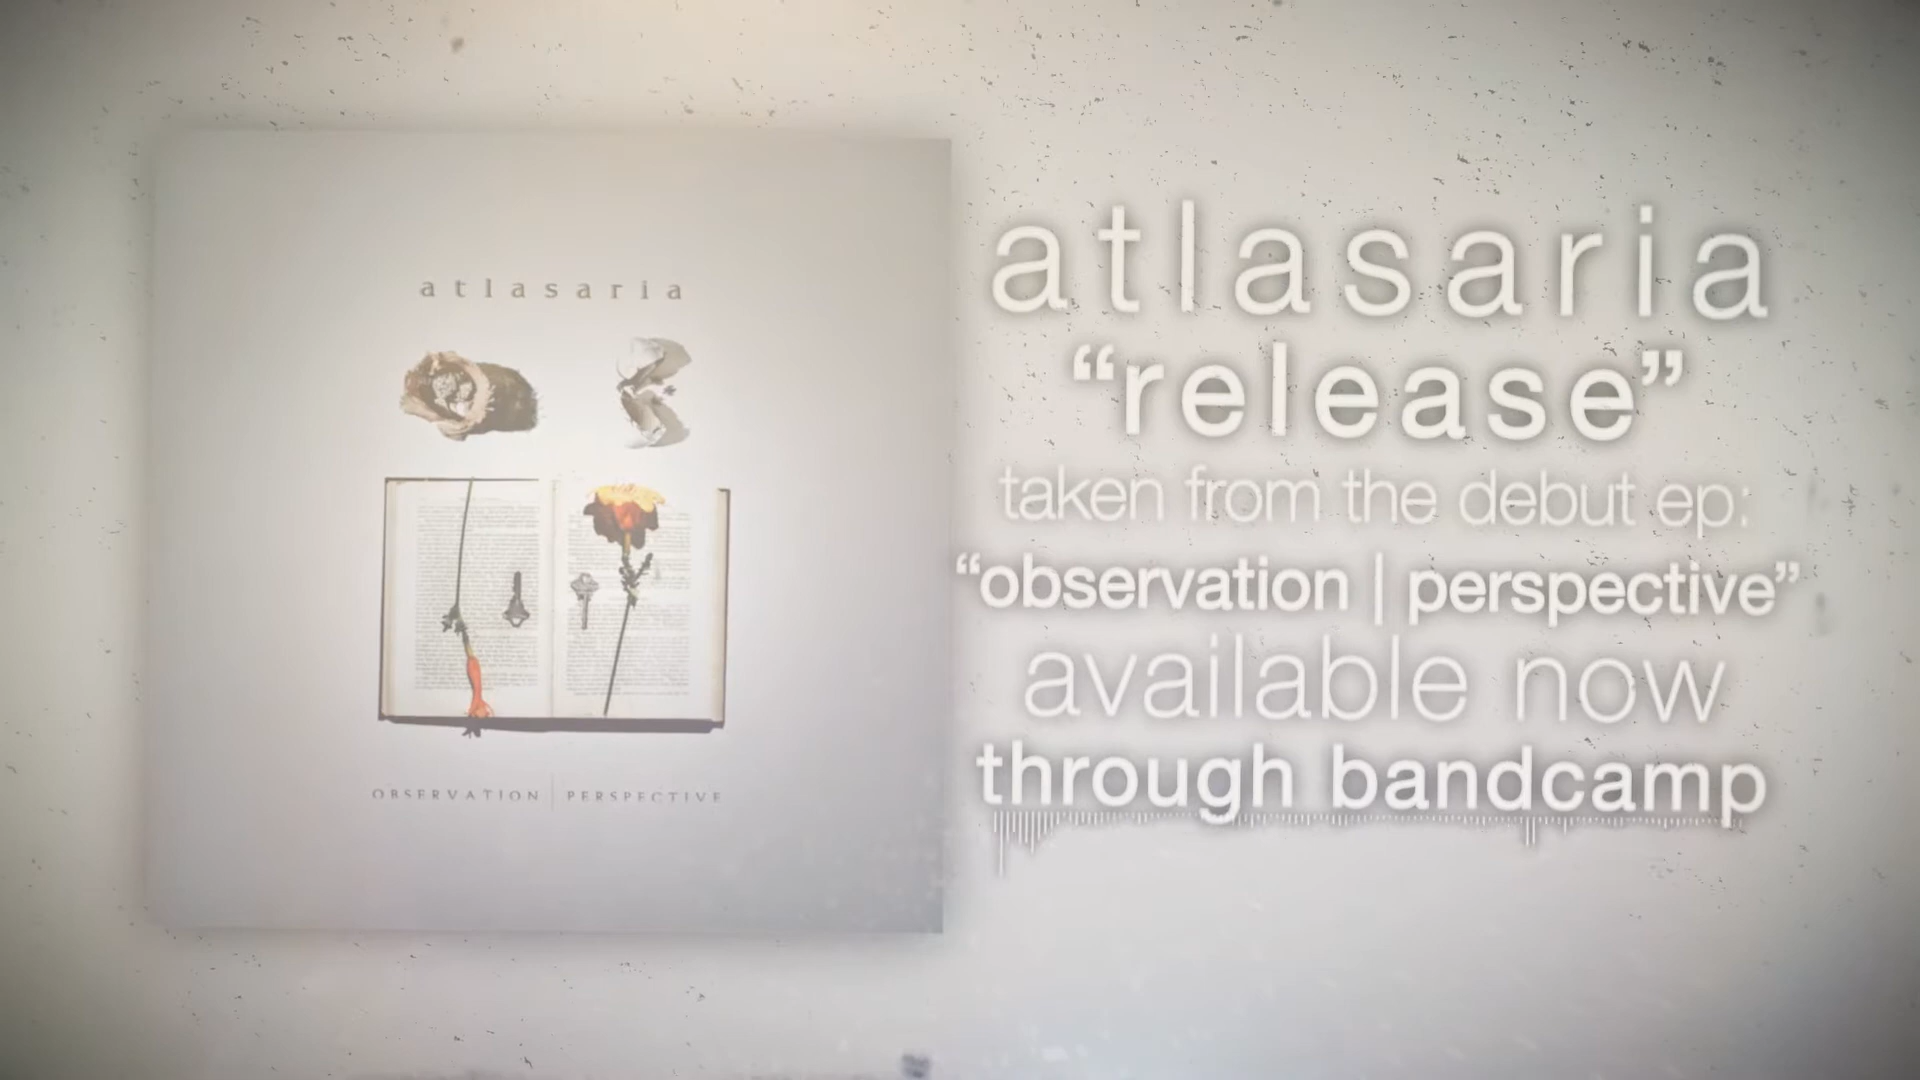 atlasaria
OBSERVATION | PERSPECTIVE
atlasaria
“release”
taken from the debut ep:
“observation | perspective”
available now
through bandcamp